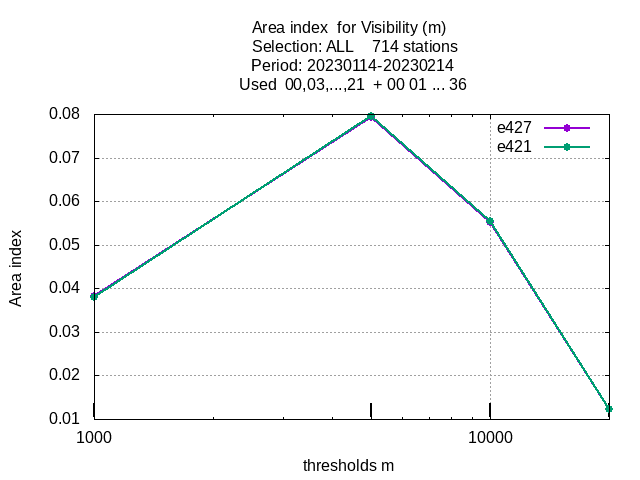 Area index  for Visibility (m)
Selection: ALL    714 stations
Period: 20230114-20230214
Used  00,03,...,21  + 00 01 ... 36
0.08
0.07
0.06
0.05
0.04
0.03
0.02
0.01
Area index
e427
e421
1000
10000
thresholds m